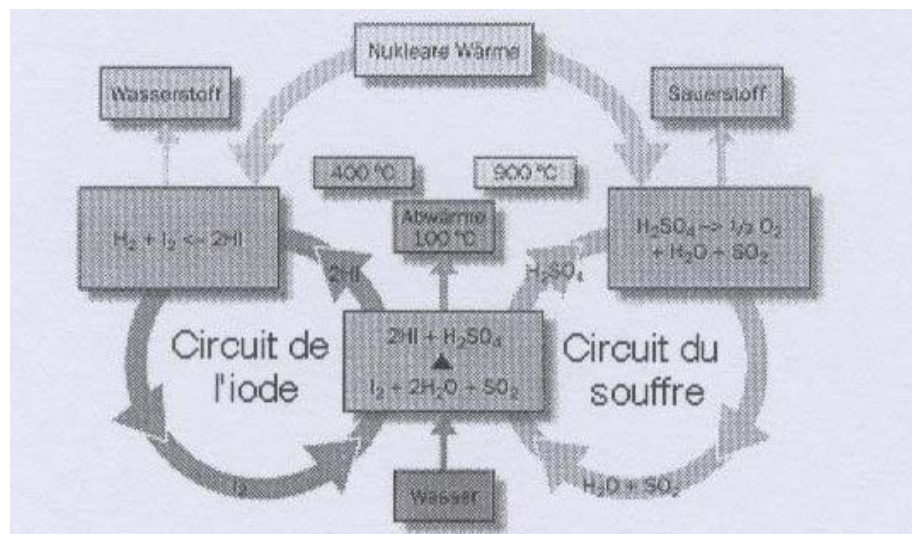 Nukleare Wärme
Wasserstoff
Sauerstoff
400 °C
900 °C
H₂ + I₂ <- 2HI
Abwärme
100 °C
H₂SO₄ -> 1/2 O₂
+ H₂O + SO₂
2HI
H₂SO₄
Circuit de
l'iode
2HI + H₂SO₄
▲
I₂ + 2H₂O + SO₂
Circuit du
souffre
I₂
Wasser
H₂O + SO₂